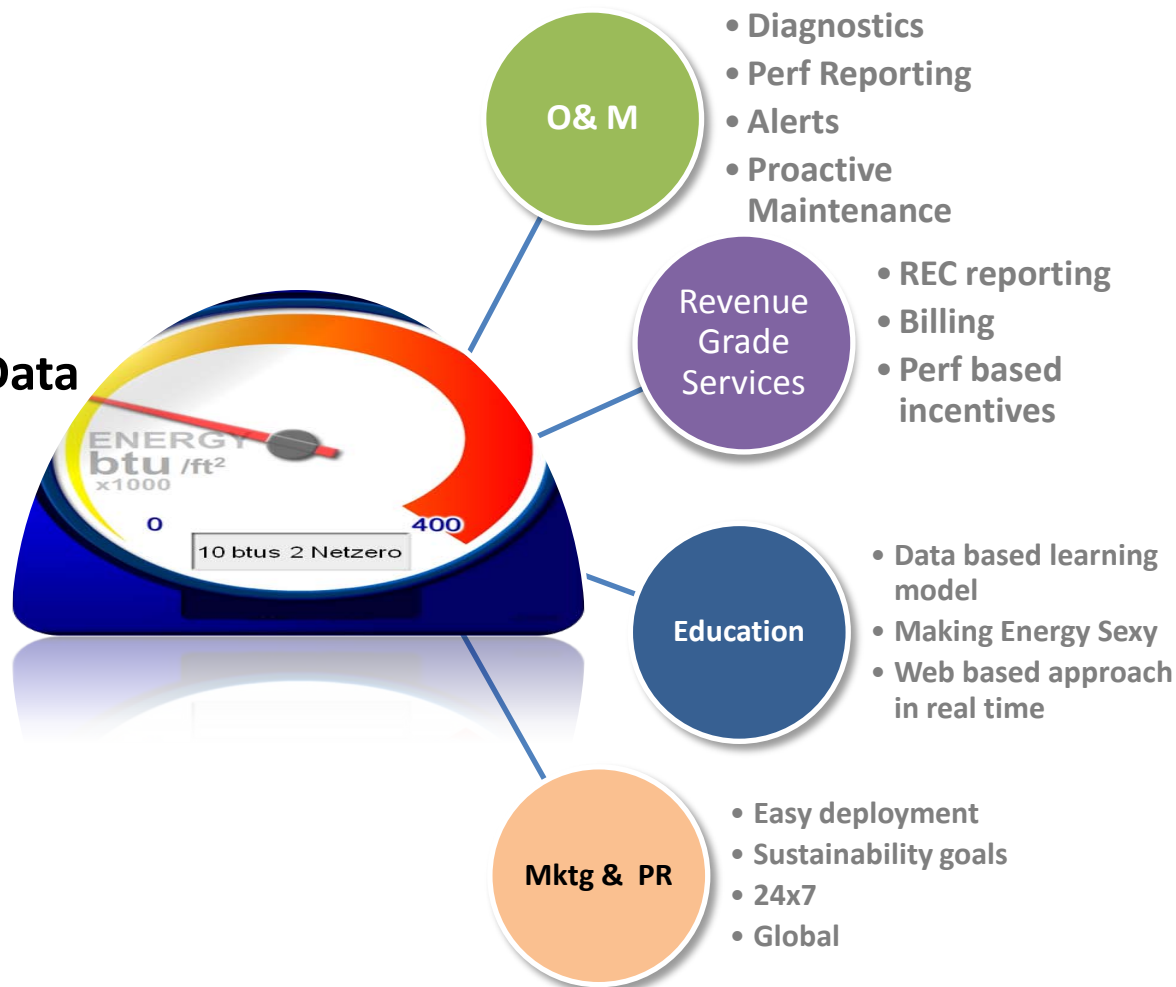 Data
ENERGY
btu /ft²
x1000
0
400
10 btus 2 Netzero
O& M
• Diagnostics
• Perf Reporting
• Alerts
• Proactive
Maintenance
Revenue
Grade
Services
• REC reporting
• Billing
• Perf based
incentives
Education
• Data based learning
model
• Making Energy Sexy
• Web based approach
in real time
Mktg & PR
• Easy deployment
• Sustainability goals
• 24x7
• Global